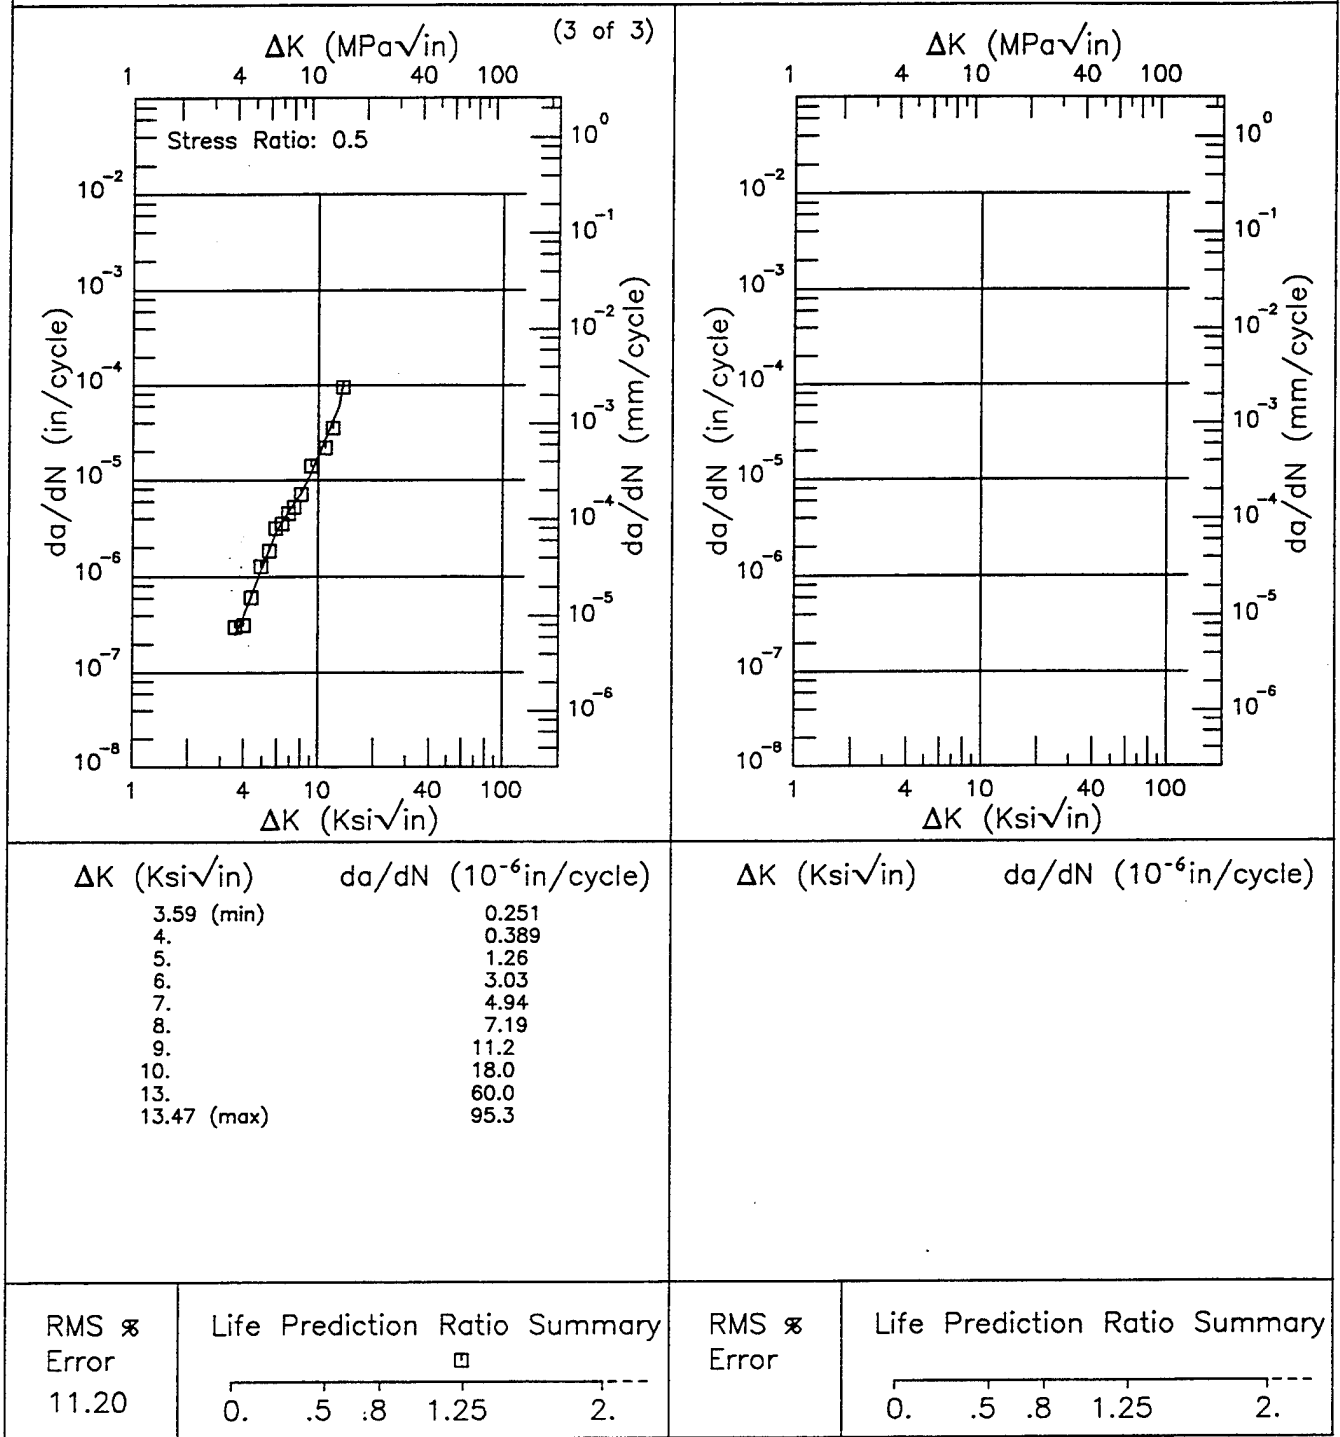 (3 of 3)
ΔK (MPa√in)
1 4 10 40 100
Stress Ratio: 0.5
da/dN (in/cycle)
10⁻²
10⁻³
10⁻⁴
10⁻⁵
10⁻⁶
10⁻⁷
10⁻⁸
da/dN (mm/cycle)
10⁰
10⁻¹
10⁻²
10⁻³
10⁻⁴
10⁻⁵
10⁻⁶
1 4 10 40 100
ΔK (Ksi√in)
ΔK (MPa√in)
1 4 10 40 100
da/dN (in/cycle)
10⁻²
10⁻³
10⁻⁴
10⁻⁵
10⁻⁶
10⁻⁷
10⁻⁸
da/dN (mm/cycle)
10⁰
10⁻¹
10⁻²
10⁻³
10⁻⁴
10⁻⁵
10⁻⁶
1 4 10 40 100
ΔK (Ksi√in)
ΔK (Ksi√in) da/dN (10⁻⁶in/cycle)
3.59 (min) 0.251
4. 0.389
5. 1.26
6. 3.03
7. 4.94
8. 7.19
9. 11.2
10. 18.0
13. 60.0
13.47 (max) 95.3
ΔK (Ksi√in) da/dN (10⁻⁶in/cycle)
RMS %
Error
11.20
Life Prediction Ratio Summary
0. .5 .8 1.25 2.
RMS %
Error
Life Prediction Ratio Summary
0. .5 .8 1.25 2.